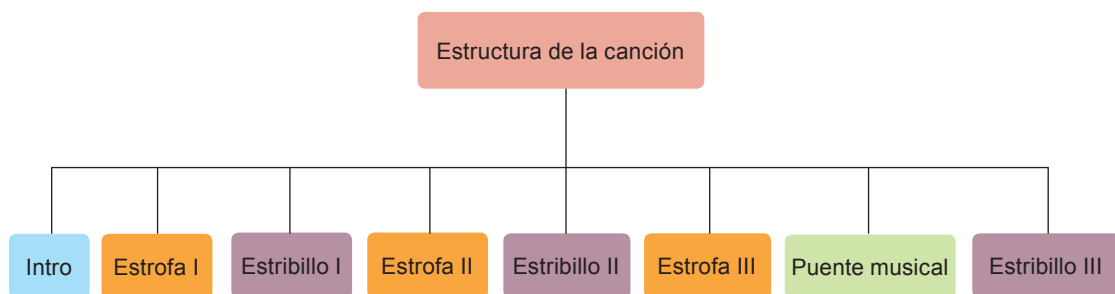 Estructura de la canción
Intro
Estrofa I
Estribillo I
Estrofa II
Estribillo II
Estrofa III
Puente musical
Estribillo III